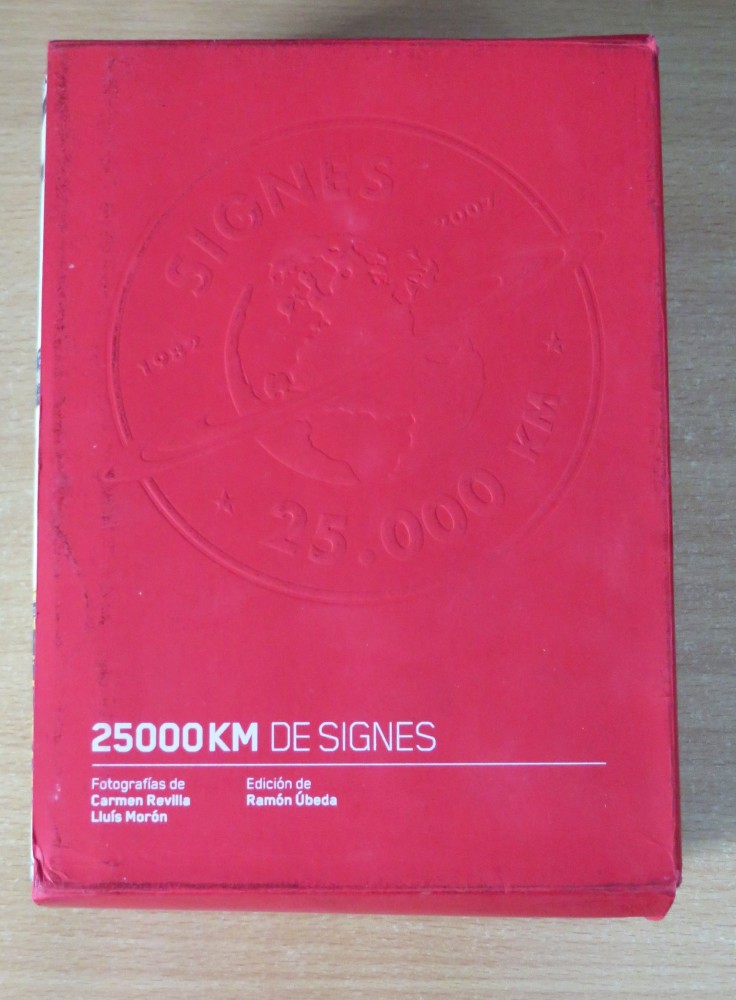 SIGNES
2007
1982
25.000 KM
25000KM DE SIGNES
Fotografías de
Carmen Revilla
Lluís Morón
Edición de
Ramón Úbeda